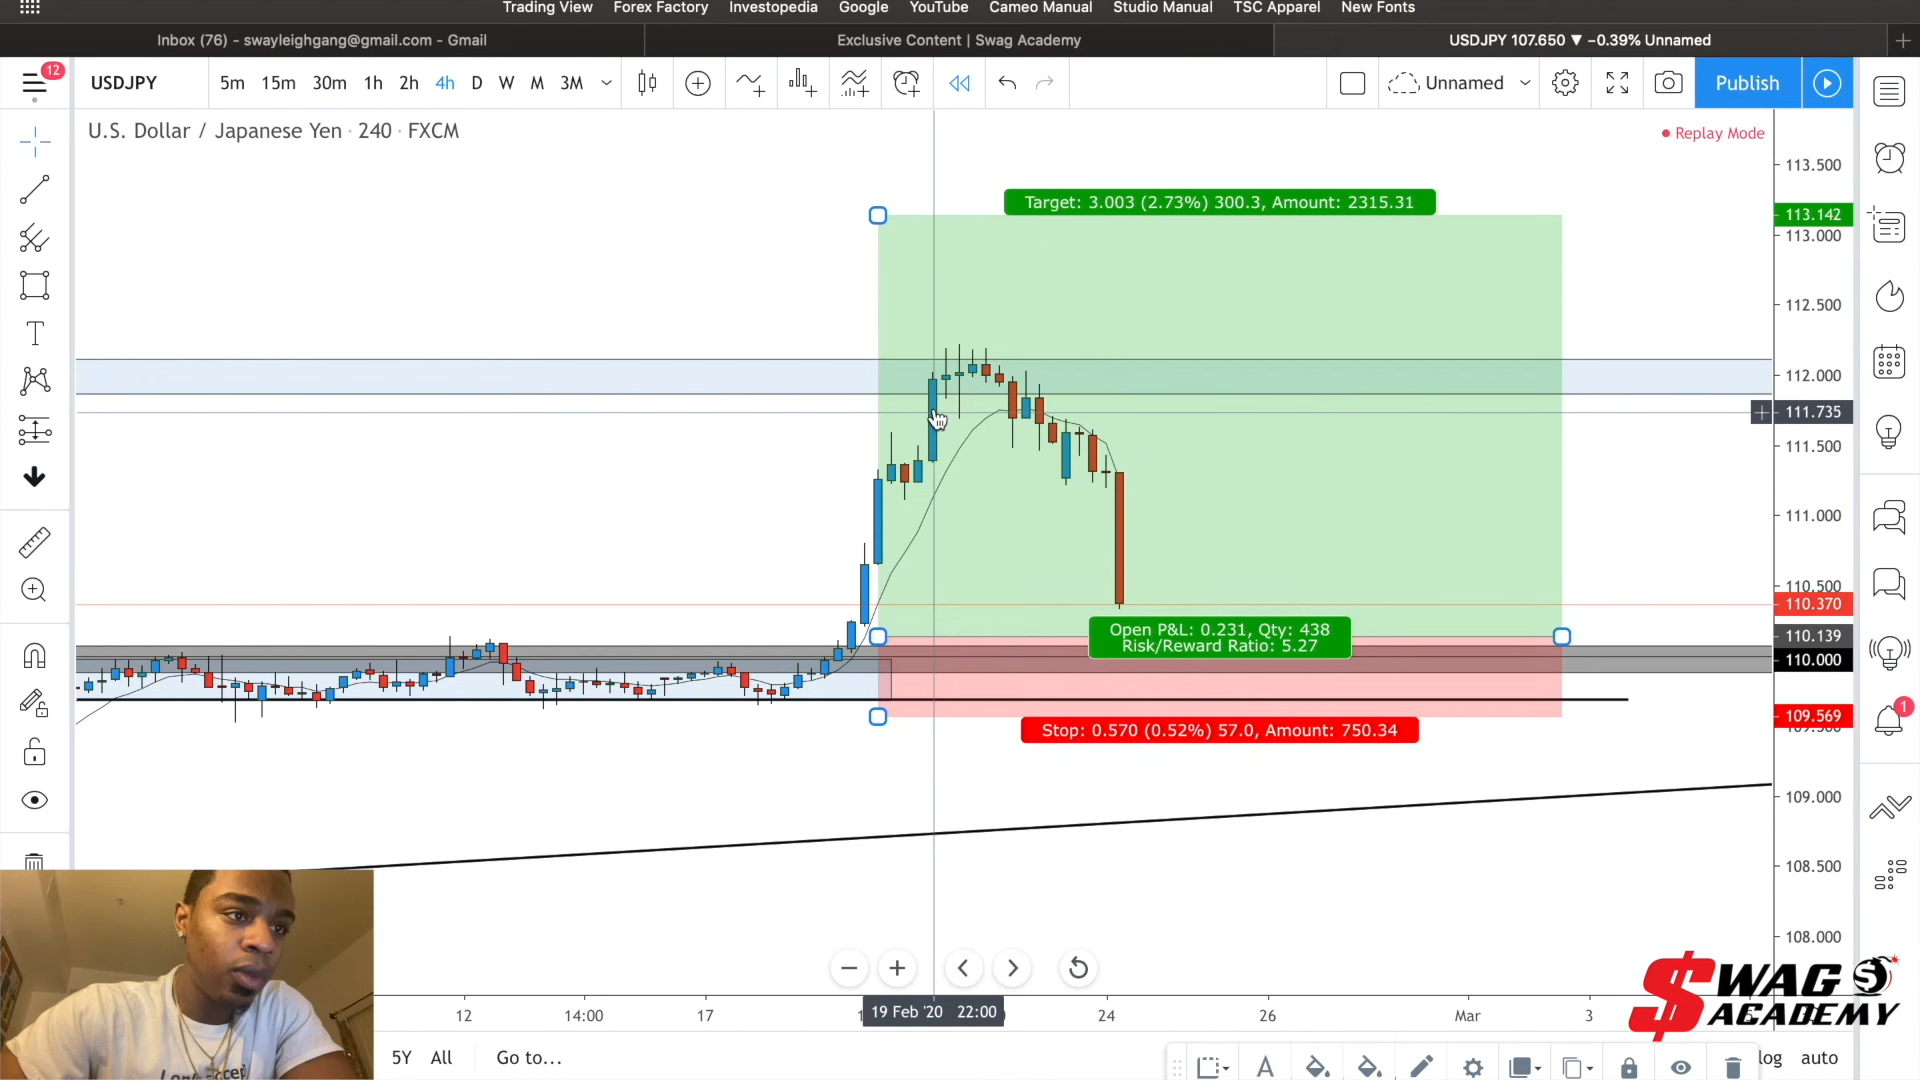 Trading View Forex Factory Investopedia Google YouTube Cameo Manual Studio Manual TSC Apparel New Fonts
Inbox (76) - swayleighgang@gmail.com - Gmail
Exclusive Content | Swag Academy
USDJPY 107.650 ▼ −0.39% Unnamed
12
USDJPY 5m 15m 30m 1h 2h 4h D W M 3M
Unnamed
Publish
U.S. Dollar / Japanese Yen · 240 · FXCM
Replay Mode
113.500
Target: 3.003 (2.73%) 300.3, Amount: 2315.31
113.142
113.000
112.500
112.000
111.735
111.500
111.000
110.500
110.370
Open P&L: 0.231, Qty: 438
Risk/Reward Ratio: 5.27
110.139
110.000
109.569
Stop: 0.570 (0.52%) 57.0, Amount: 750.34
1
109.000
108.500
108.000
$WAG
ACADEMY
12 14:00 17 19 Feb '20 22:00 24 26 Mar 3
5Y All Go to...
log auto